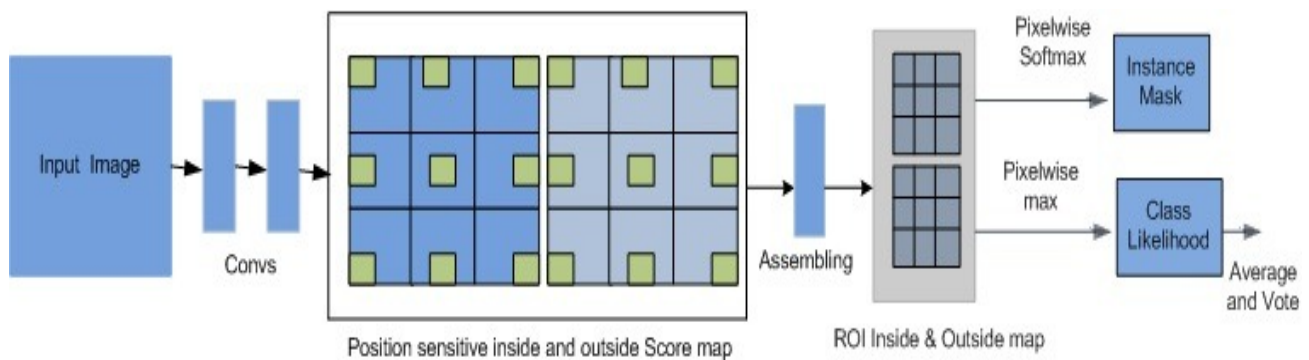 Input Image
Convs
Position sensitive inside and outside Score map
Assembling
ROI Inside & Outside map
Pixelwise
Softmax
Instance
Mask
Pixelwise
max
Class
Likelihood
Average
and Vote